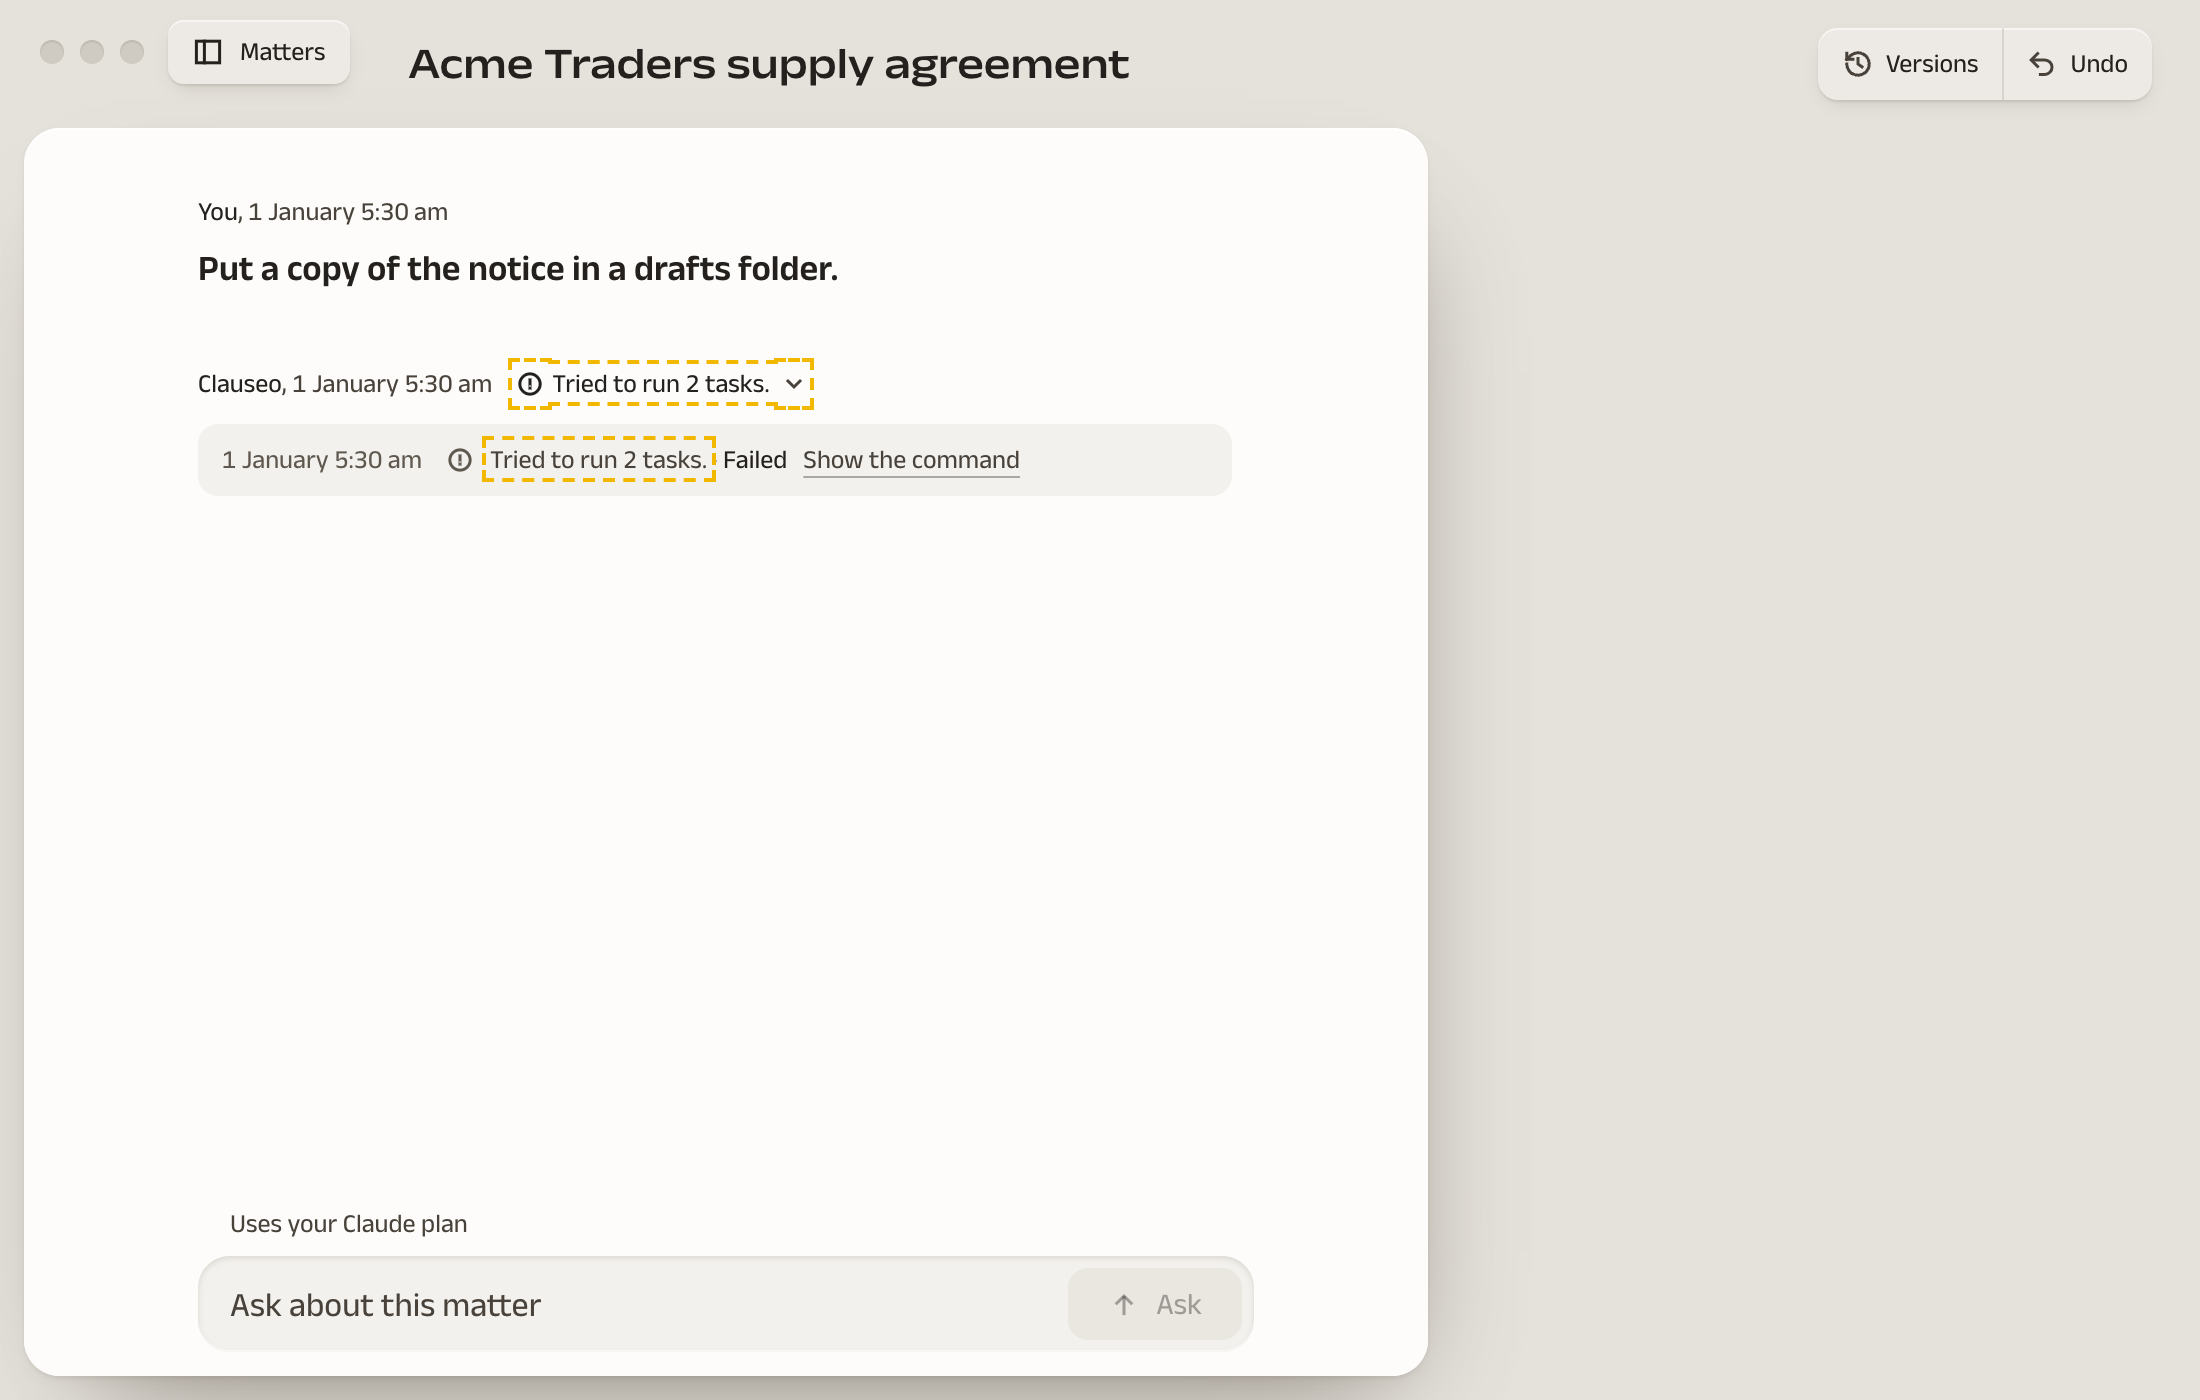 Matters
Acme Traders supply agreement
Versions
Undo
You, 1 January 5:30 am
Put a copy of the notice in a drafts folder.
Clauseo, 1 January 5:30 am Tried to run 2 tasks.
1 January 5:30 am Tried to run 2 tasks. Failed Show the command
Uses your Claude plan
Ask about this matter
Ask